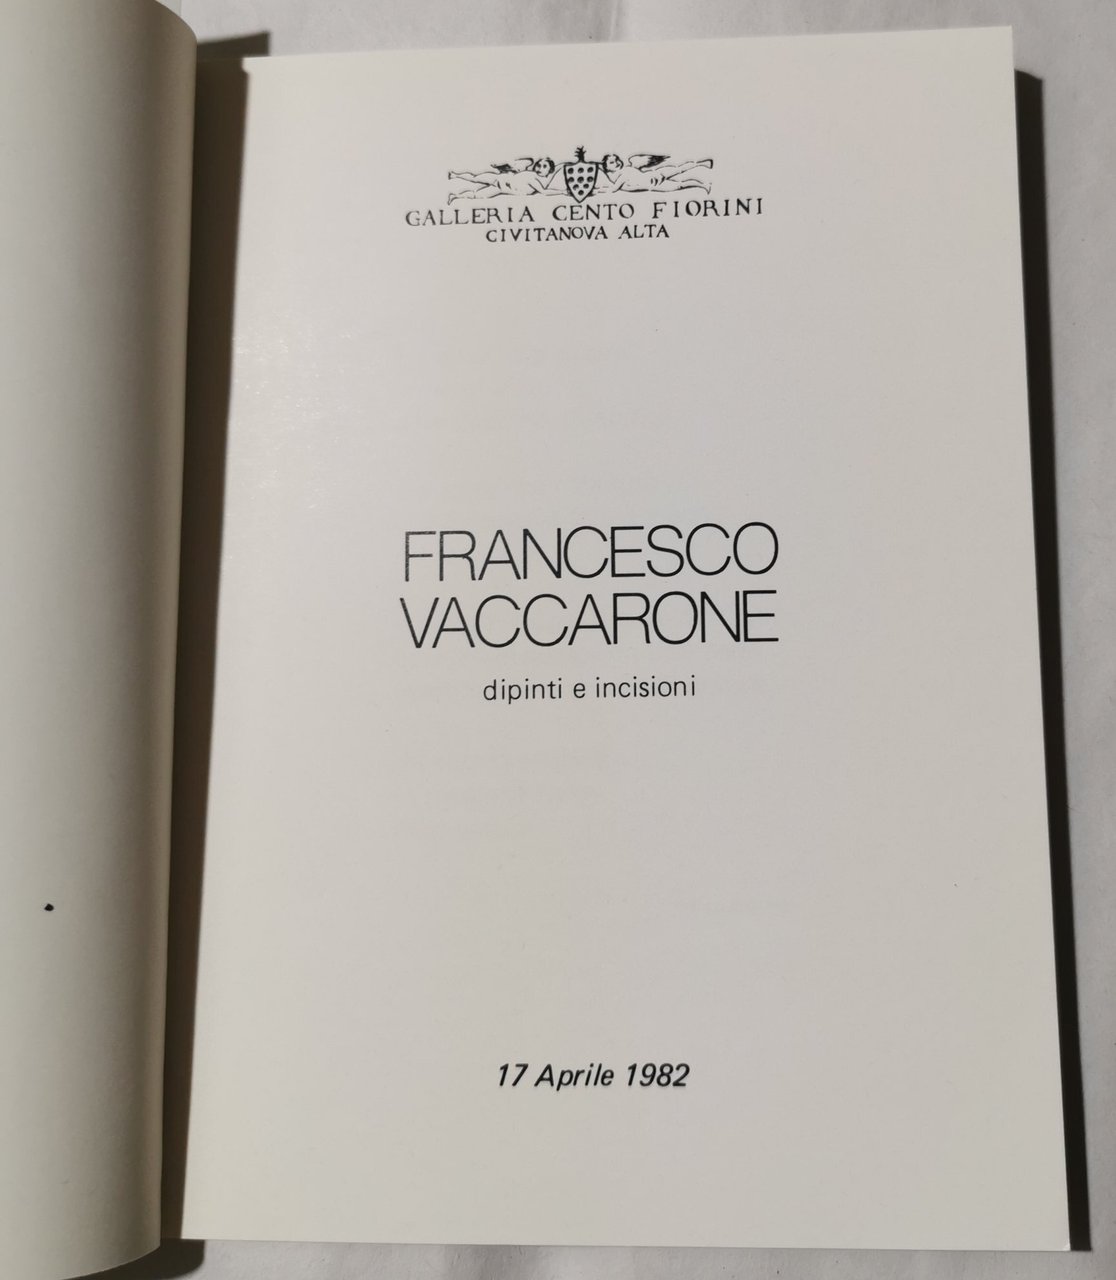 GALLERIA CENTO FIORINI
CIVITANOVA ALTA
FRANCESCO
VACCARONE
dipinti e incisioni
17 Aprile 1982